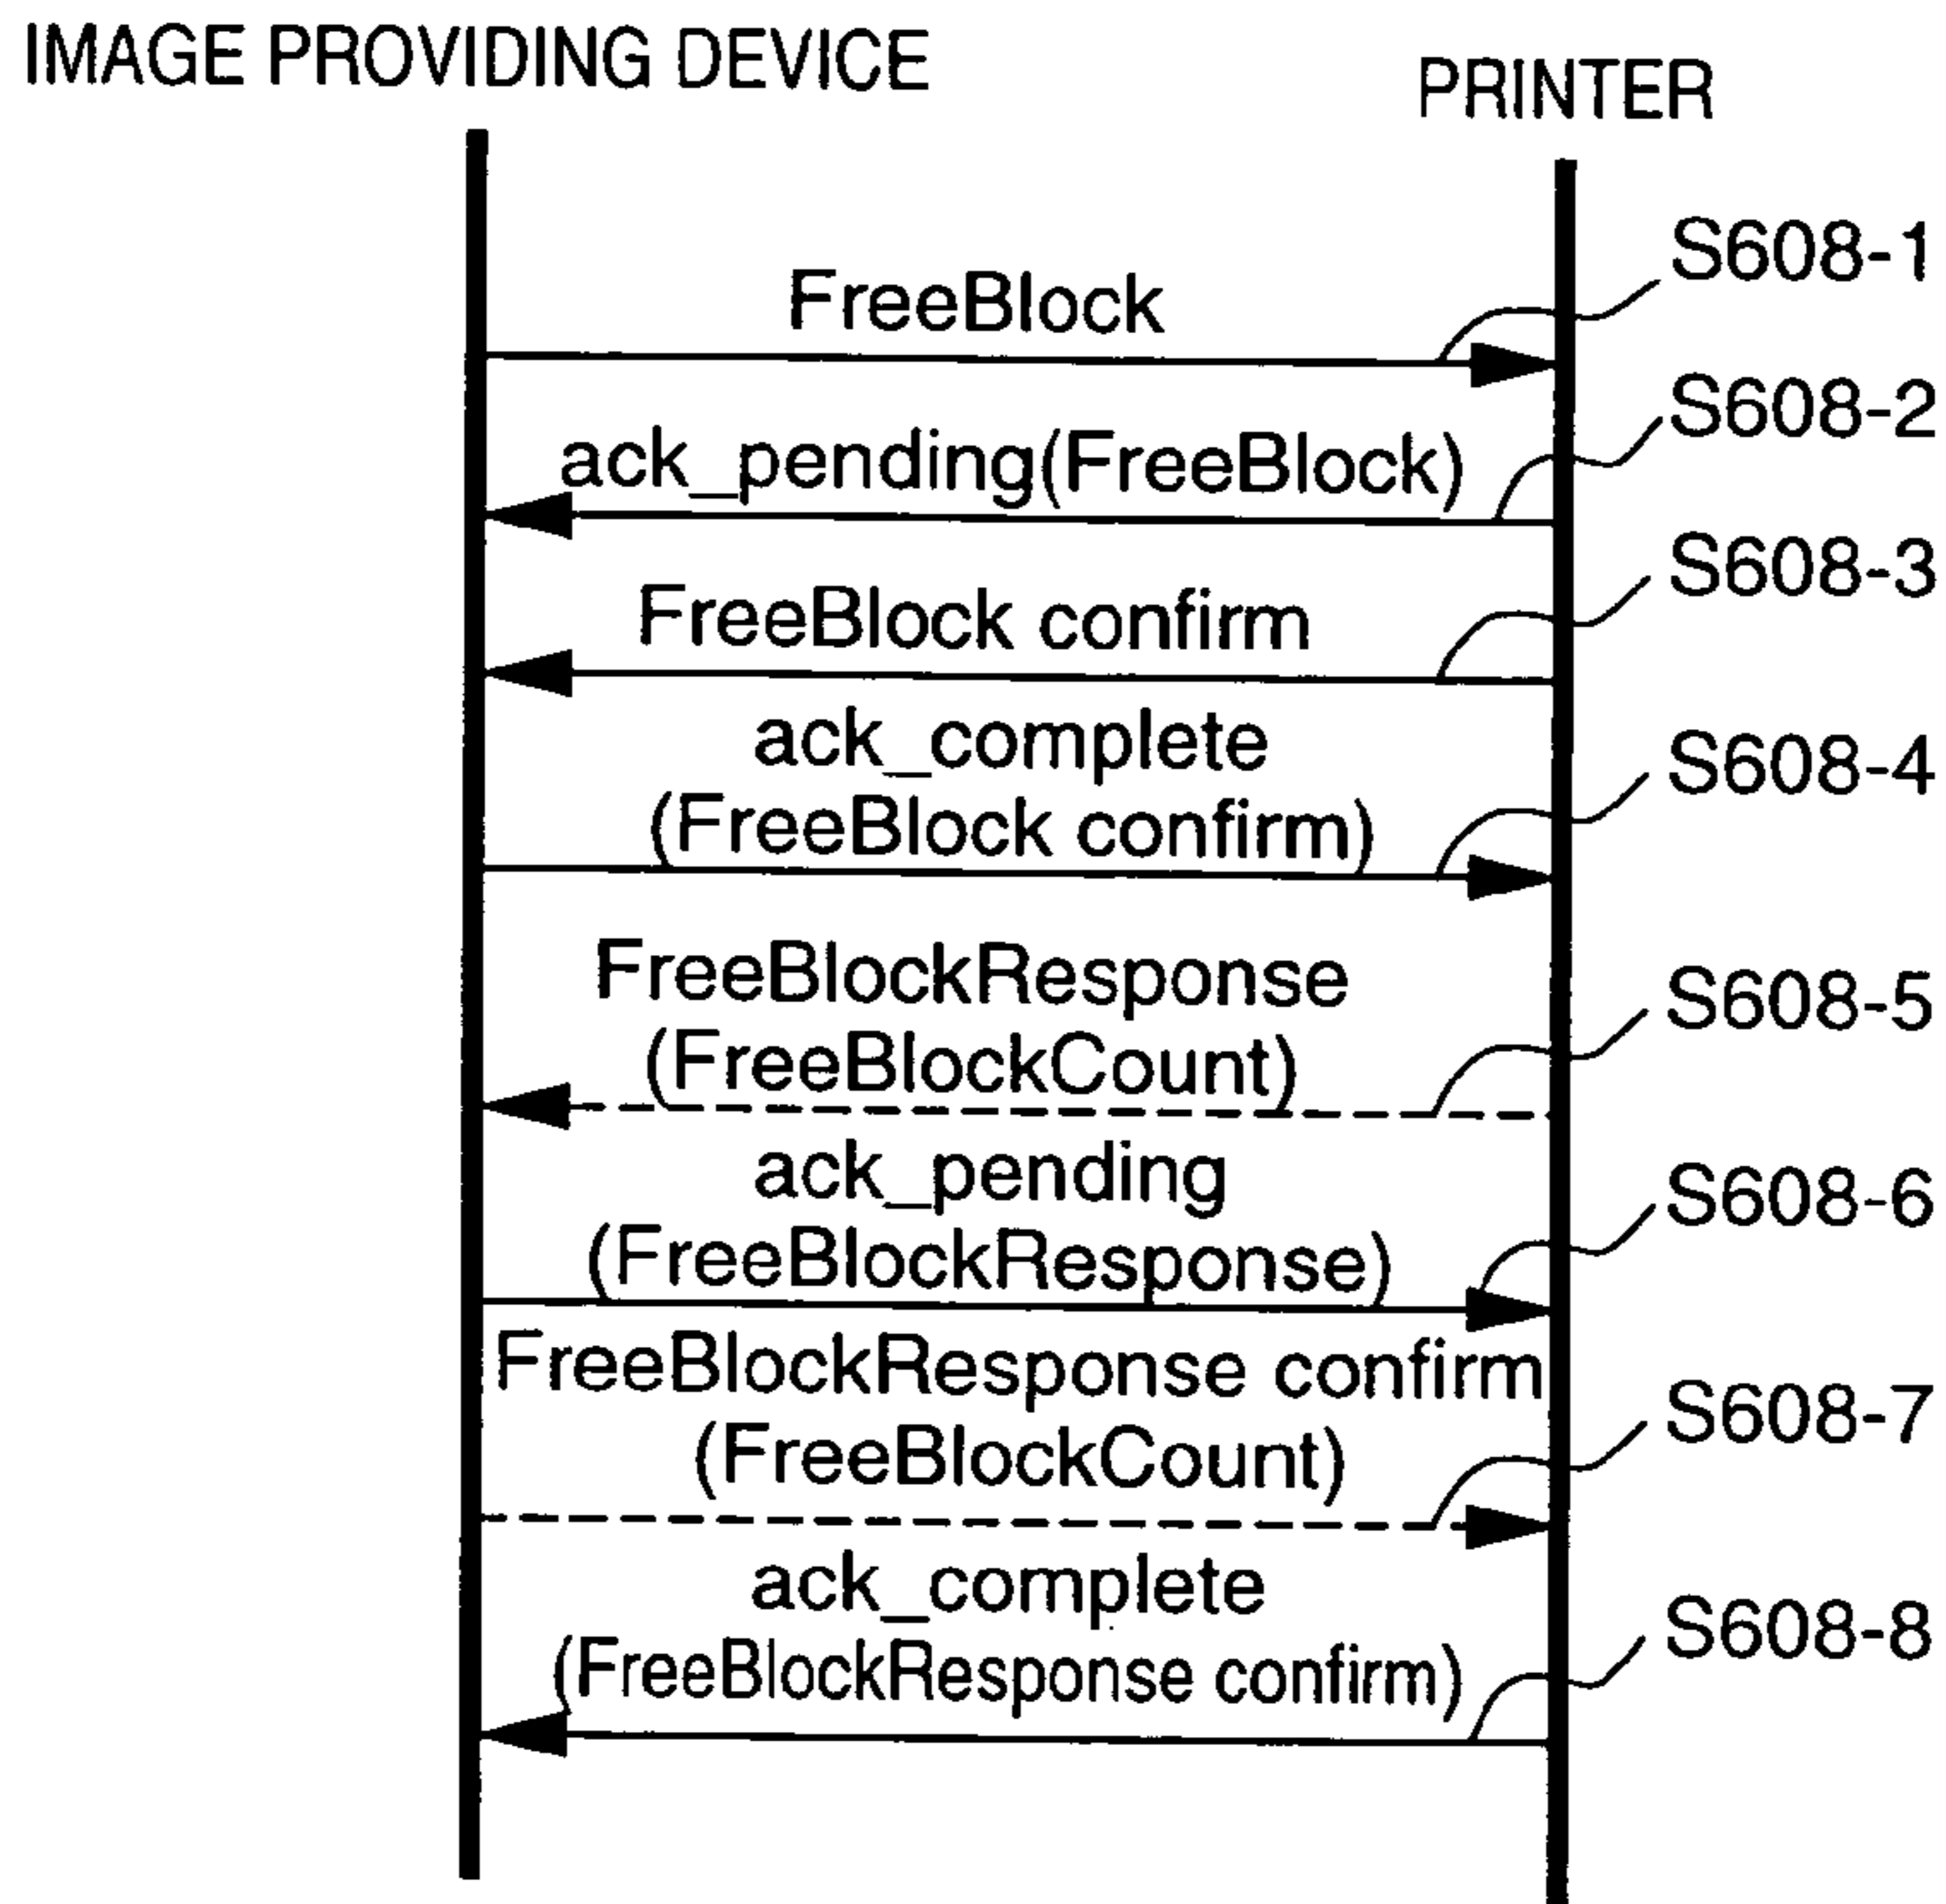 IMAGE PROVIDING DEVICE
PRINTER
FreeBlock
S608-1
ack_pending(FreeBlock)
S608-2
FreeBlock confirm
S608-3
ack_complete
(FreeBlock confirm)
S608-4
FreeBlockResponse
(FreeBlockCount)
S608-5
ack_pending
(FreeBlockResponse)
S608-6
FreeBlockResponse confirm
(FreeBlockCount)
S608-7
ack_complete
(FreeBlockResponse confirm)
S608-8